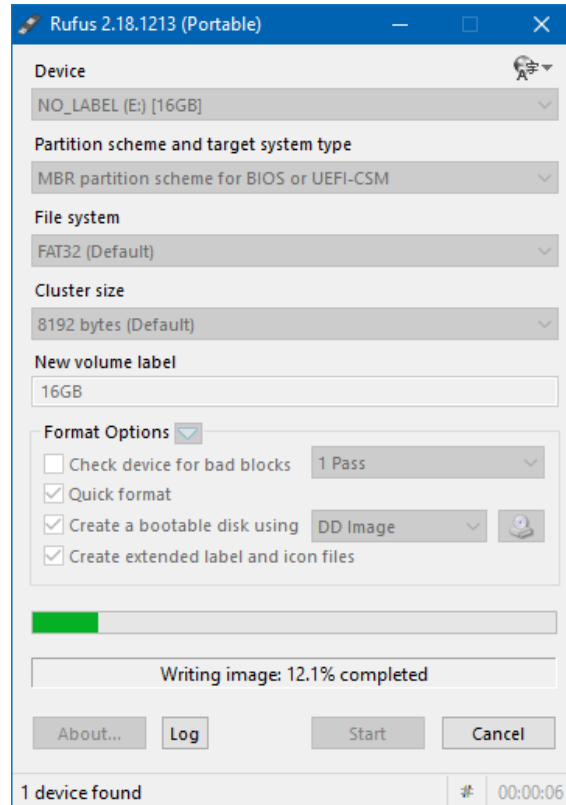 Rufus 2.18.1213 (Portable)
Device
NO_LABEL (E:) [16GB]
Partition scheme and target system type
MBR partition scheme for BIOS or UEFI-CSM
File system
FAT32 (Default)
Cluster size
8192 bytes (Default)
New volume label
16GB
Format Options
Check device for bad blocks 1 Pass
Quick format
Create a bootable disk using DD Image
Create extended label and icon files
Writing image: 12.1% completed
About... Log Start Cancel
1 device found # 00:00:06